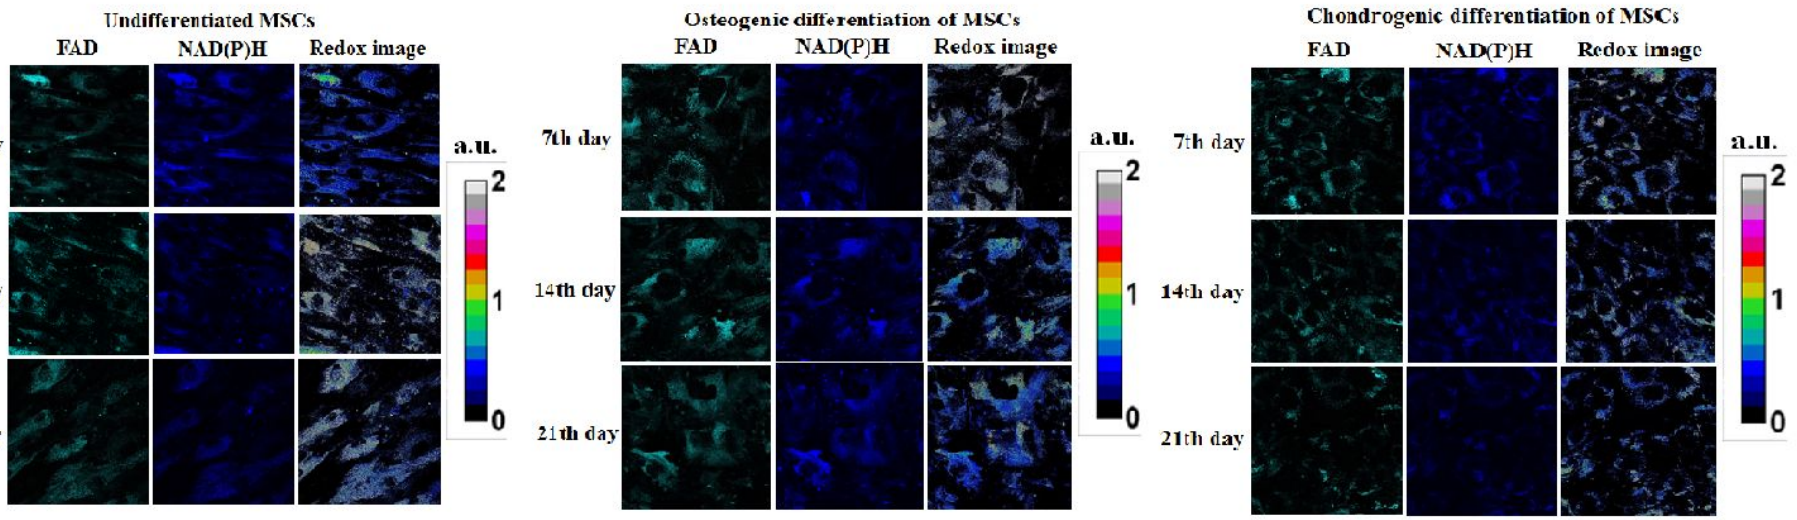 Undifferentiated MSCs
FAD NAD(P)H Redox image
a.u.
2
1
0
Osteogenic differentiation of MSCs
FAD NAD(P)H Redox image
7th day
14th day
21th day
a.u.
2
1
0
Chondrogenic differentiation of MSCs
FAD NAD(P)H Redox image
7th day
14th day
21th day
a.u.
2
1
0